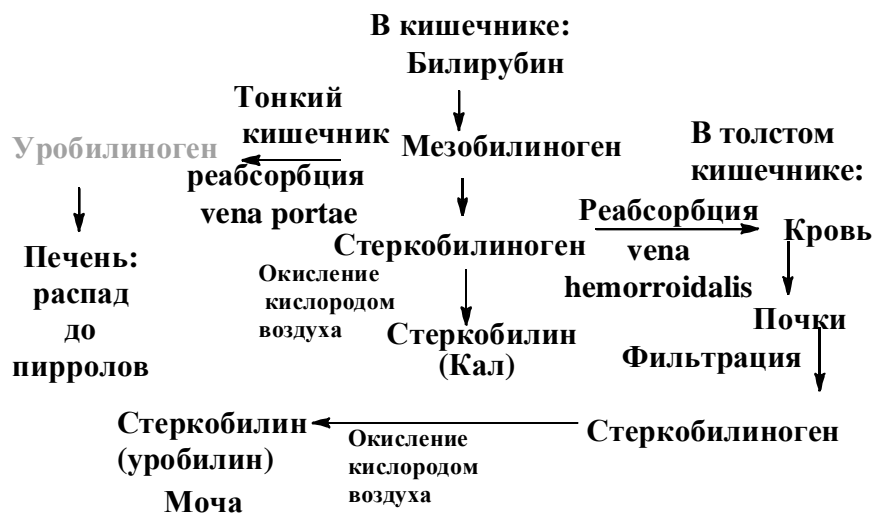 В кишечнике:
Билирубин
Тонкий
кишечник
Уробилиноген
Мезобилиноген
В толстом
кишечнике:
реабсорбция
vena portae
Реабсорбция
Кровь
Стеркобилиноген
vena
hemorroidalis
Печень:
распад
до
пирролов
Окисление
кислородом
воздуха
Стеркобилин
(Кал)
Почки
Фильтрация
Стеркобилин
(уробилин)
Моча
Окисление
кислородом
воздуха
Стеркобилиноген